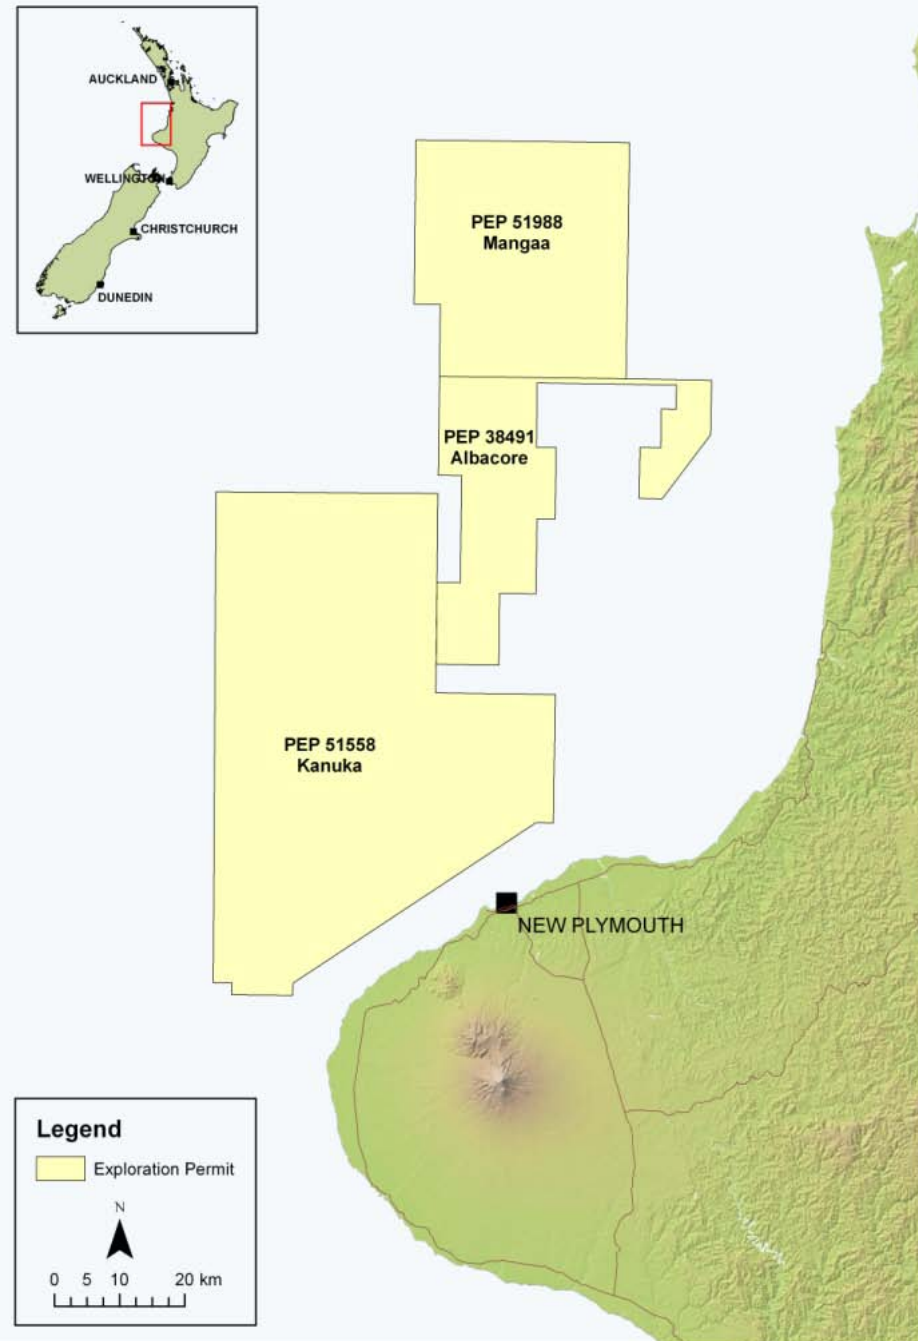 AUCKLAND
WELLINGTON
CHRISTCHURCH
DUNEDIN
PEP 51988
Mangaa
PEP 38491
Albacore
PEP 51558
Kanuka
NEW PLYMOUTH
Legend
Exploration Permit
N
0 5 10 20 km